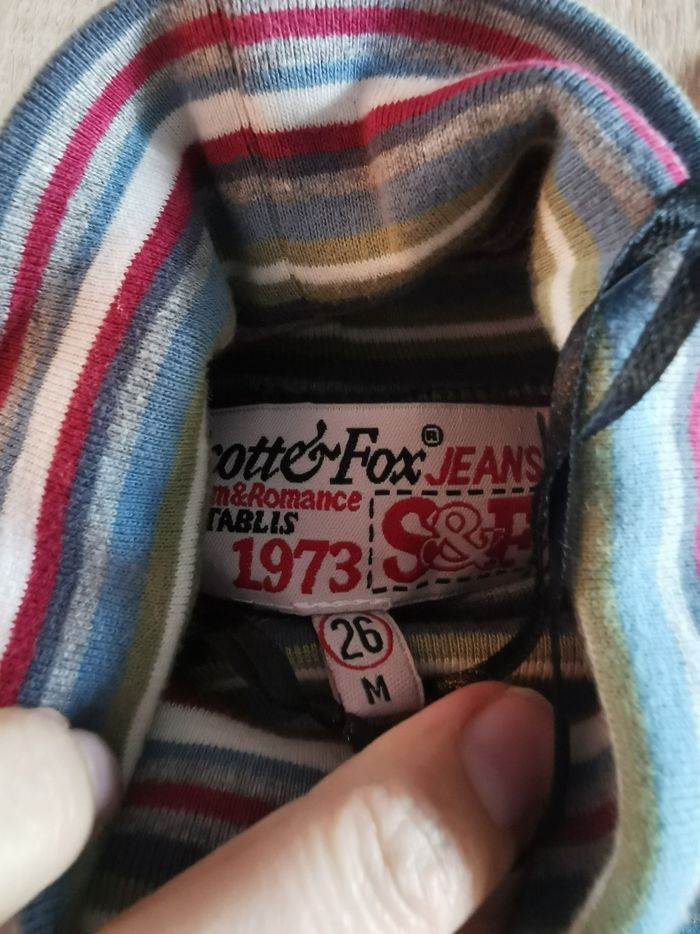 cotte&Fox® JEANS
m&Romance
TABLIS
1973 S&F
26
M